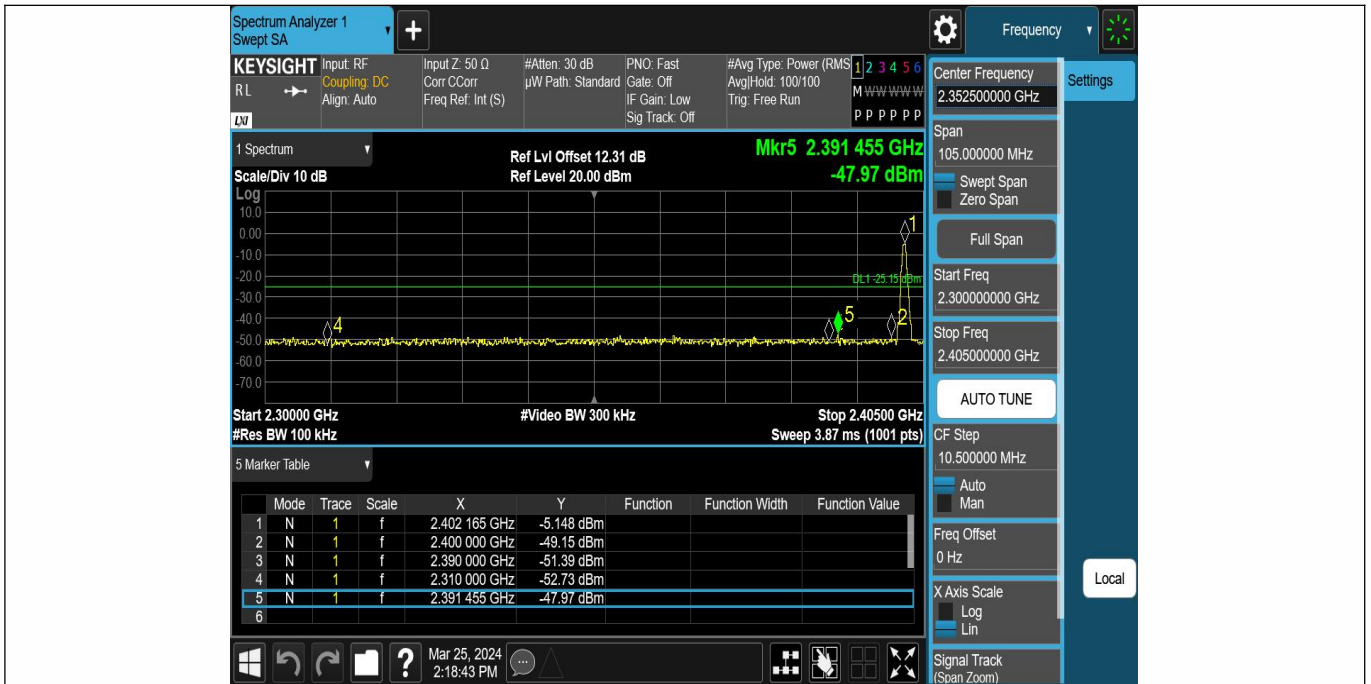 Spectrum Analyzer 1
Swept SA
+
Frequency
KEYSIGHT
RL
LXI
Input: RF
Coupling: DC
Align: Auto
Input Z: 50 Ω
Corr CCorr
Freq Ref: Int (S)
#Atten: 30 dB
µW Path: Standard
PNO: Fast
Gate: Off
IF Gain: Low
Sig Track: Off
#Avg Type: Power (RMS
Avg|Hold: 100/100
Trig: Free Run
1 2 3 4 5 6
M W W W W W
P P P P P P
Center Frequency
2.352500000 GHz
Settings
1 Spectrum
Scale/Div 10 dB
Ref Lvl Offset 12.31 dB
Ref Level 20.00 dBm
Mkr5 2.391 455 GHz
-47.97 dBm
Log
10.0
0.00
-10.0
-20.0
-30.0
-40.0
-50.0
-60.0
-70.0
DL1 -25.15 dBm
1
2
4
5
Start 2.30000 GHz
#Res BW 100 kHz
#Video BW 300 kHz
Stop 2.40500 GHz
Sweep 3.87 ms (1001 pts)
Span
105.000000 MHz
Swept Span
Zero Span
Full Span
Start Freq
2.300000000 GHz
Stop Freq
2.405000000 GHz
AUTO TUNE
CF Step
10.500000 MHz
Auto
Man
Freq Offset
0 Hz
X Axis Scale
Log
Lin
Signal Track
(Span Zoom)
Local
5 Marker Table
Mode Trace Scale X Y Function Function Width Function Value
1 N 1 f 2.402 165 GHz -5.148 dBm
2 N 1 f 2.400 000 GHz -49.15 dBm
3 N 1 f 2.390 000 GHz -51.39 dBm
4 N 1 f 2.310 000 GHz -52.73 dBm
5 N 1 f 2.391 455 GHz -47.97 dBm
6
?
Mar 25, 2024
2:18:43 PM